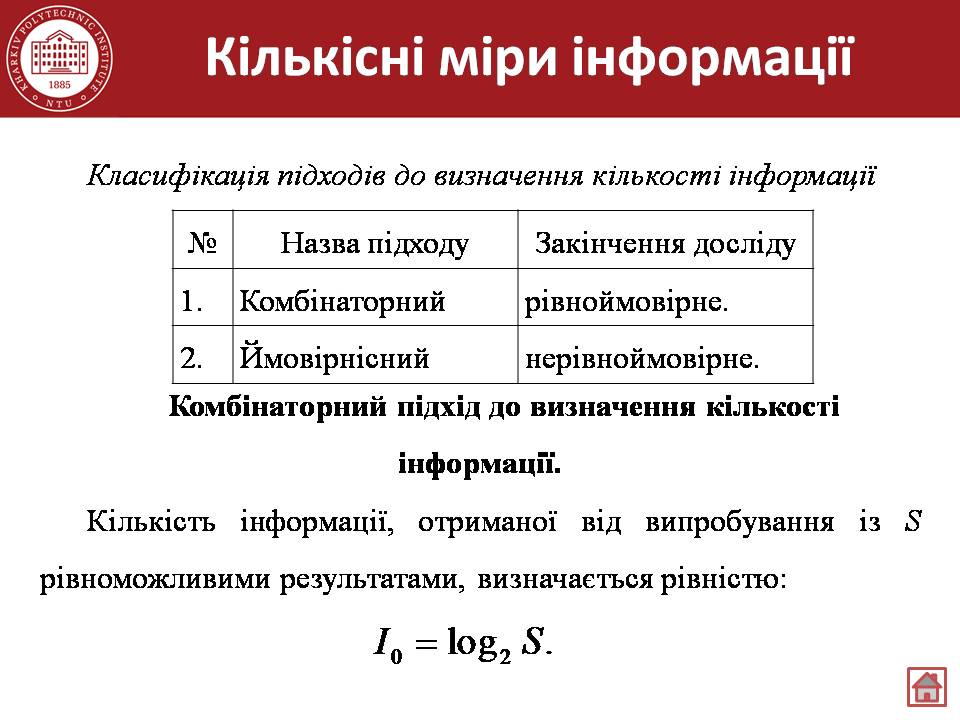 KHARKIV POLYTECHNIC INSTITUTE
1885
NTU
Кількісні міри інформації
Класифікація підходів до визначення кількості інформації
№ Назва підходу Закінчення досліду
1. Комбінаторний рівноймовірне.
2. Ймовірнісний нерівноймовірне.
Комбінаторний підхід до визначення кількості
інформації.
Кількість інформації, отриманої від випробування із S
рівноможливими результатами, визначається рівністю:
I₀ = log₂ S.